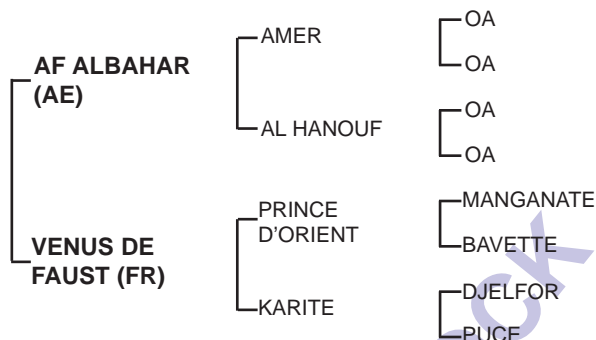 AF ALBAHAR
(AE)
AMER
OA
OA
AL HANOUF
OA
OA
VENUS DE
FAUST (FR)
PRINCE
D'ORIENT
MANGANATE
BAVETTE
KARITE
DJELFOR
PUCE
OCK